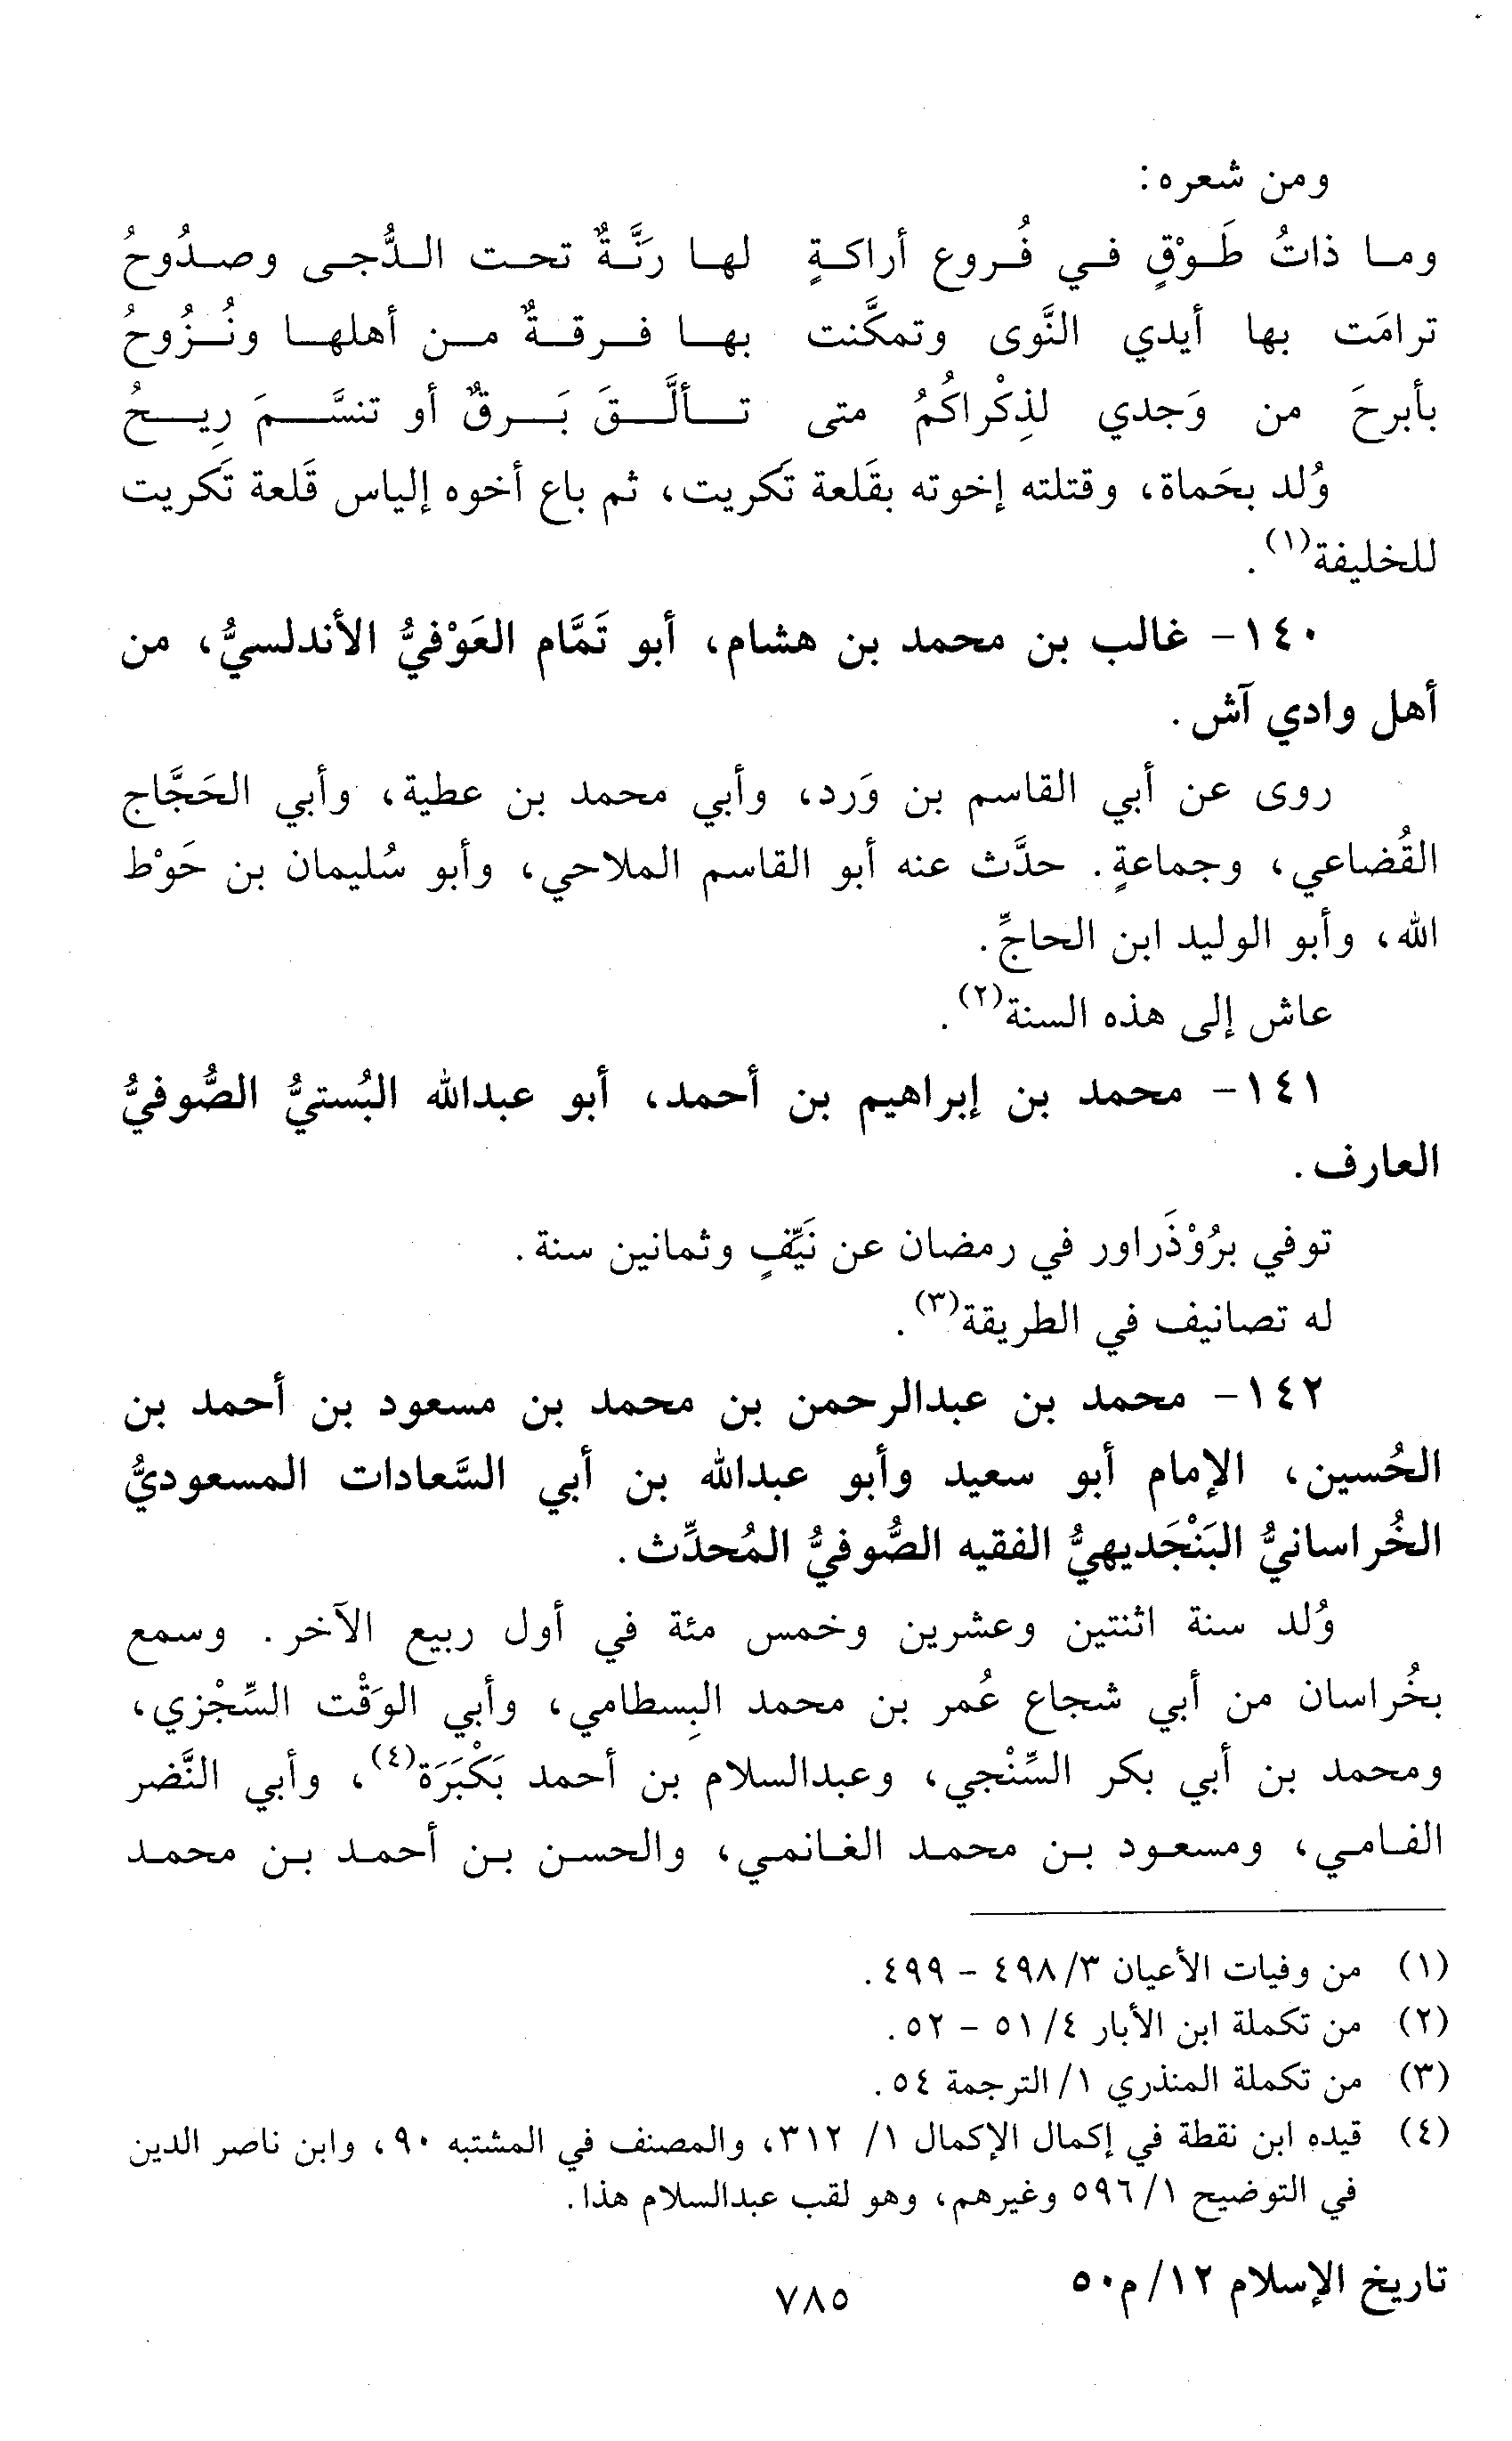 ومن شعره:
وما ذاتُ طَوْقٍ في فُروع أراكةٍ لها رنَّةٌ تحت الدُّجى وصدُوحُ
ترامَت بها أيدي النَّوى وتمكَّنت بها فرقةٌ من أهلها ونُزُوحُ
بأبرحَ من وَجدي لذِكْراكُمُ متى تألَّقَ بَرقٌ أو تنسَّمَ رِيحُ
وُلد بحَماة، وقتلته إخوته بقَلعة تَكريت، ثم باع أخوه إلياس قَلعة تَكريت
للخليفة(١).
١٤٠- غالب بن محمد بن هشام، أبو تَمَّام العَوْفيُّ الأندلسيُّ، من
أهل وادي آش.
روى عن أبي القاسم بن وَرد، وأبي محمد بن عطية، وأبي الحَجَّاج
القُضاعي، وجماعةٍ. حدَّث عنه أبو القاسم الملاحي، وأبو سُليمان بن حَوْط
الله، وأبو الوليد ابن الحاجِّ.
عاش إلى هذه السنة(٢).
١٤١- محمد بن إبراهيم بن أحمد، أبو عبدالله البُستيُّ الصُّوفيُّ
العارف.
توفي برُوْذَراور في رمضان عن نَيِّفٍ وثمانين سنة.
له تصانيف في الطريقة(٣).
١٤٢- محمد بن عبدالرحمن بن محمد بن مسعود بن أحمد بن
الحُسين، الإمام أبو سعيد وأبو عبدالله بن أبي السَّعادات المسعوديُّ
الخُراسانيُّ البَنْجَديهيُّ الفقيه الصُّوفيُّ المُحدِّث.
وُلد سنة اثنتين وعشرين وخمس مئة في أول ربيع الآخر. وسمع
بخُراسان من أبي شجاع عُمر بن محمد البِسطامي، وأبي الوَقْت السِّجْزي،
ومحمد بن أبي بكر السِّنْجي، وعبدالسلام بن أحمد بَكْبَرَة(٤)، وأبي النَّضر
الفامي، ومسعود بن محمد الغانمي، والحسن بن أحمد بن محمد
(١) من وفيات الأعيان ٣/ ٤٩٨ - ٤٩٩.
(٢) من تكملة ابن الأبار ٤/ ٥١ - ٥٢.
(٣) من تكملة المنذري ١/ الترجمة ٥٤.
(٤) قيده ابن نقطة في إكمال الإكمال ١/ ٣١٢، والمصنف في المشتبه ٩٠، وابن ناصر الدين
في التوضيح ١/ ٥٩٦ وغيرهم، وهو لقب عبدالسلام هذا.
تاريخ الإسلام ١٢/ م٥٠
٧٨٥